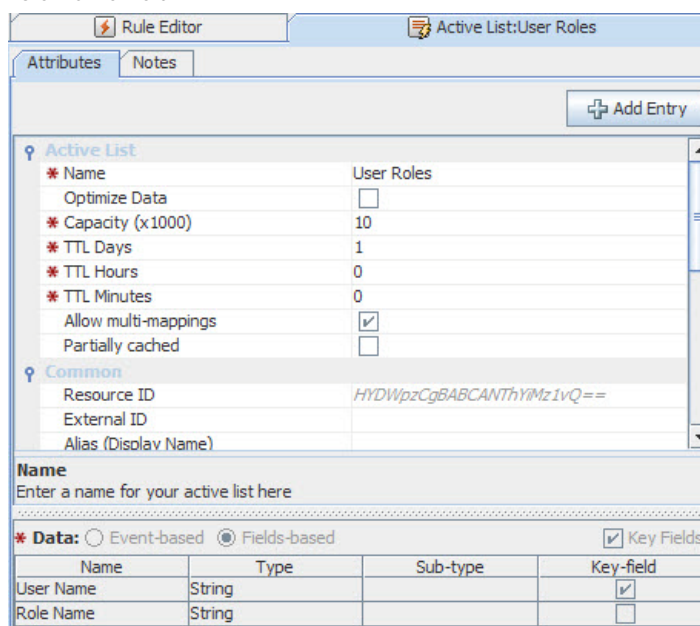 Rule Editor Active List:User Roles
Attributes Notes
Add Entry
Active List
* Name User Roles
Optimize Data
* Capacity (x1000) 10
* TTL Days 1
* TTL Hours 0
* TTL Minutes 0
Allow multi-mappings
Partially cached
Common
Resource ID HYDWpzCgBABCANThYiMz1vQ==
External ID
Alias (Display Name)
Name
Enter a name for your active list here
* Data: Event-based Fields-based Key Fields
Name Type Sub-type Key-field
User Name String
Role Name String